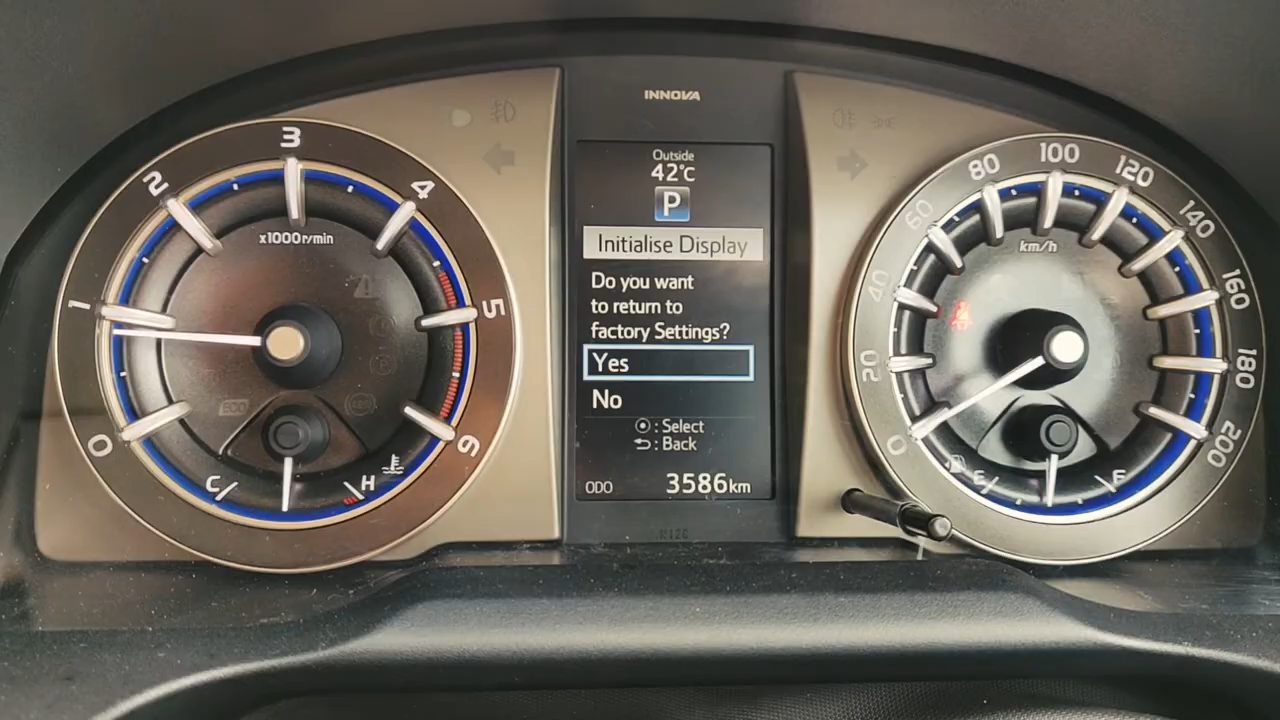 INNOVA
Outside
42°C
P
Initialise Display
Do you want
to return to
factory Settings?
Yes
No
: Select
: Back
ODO 3586km
0
1
2
3
4
5
6
x1000r/min
ECO
C
H
0
20
40
60
80
100
120
140
160
180
200
km/h
E
F